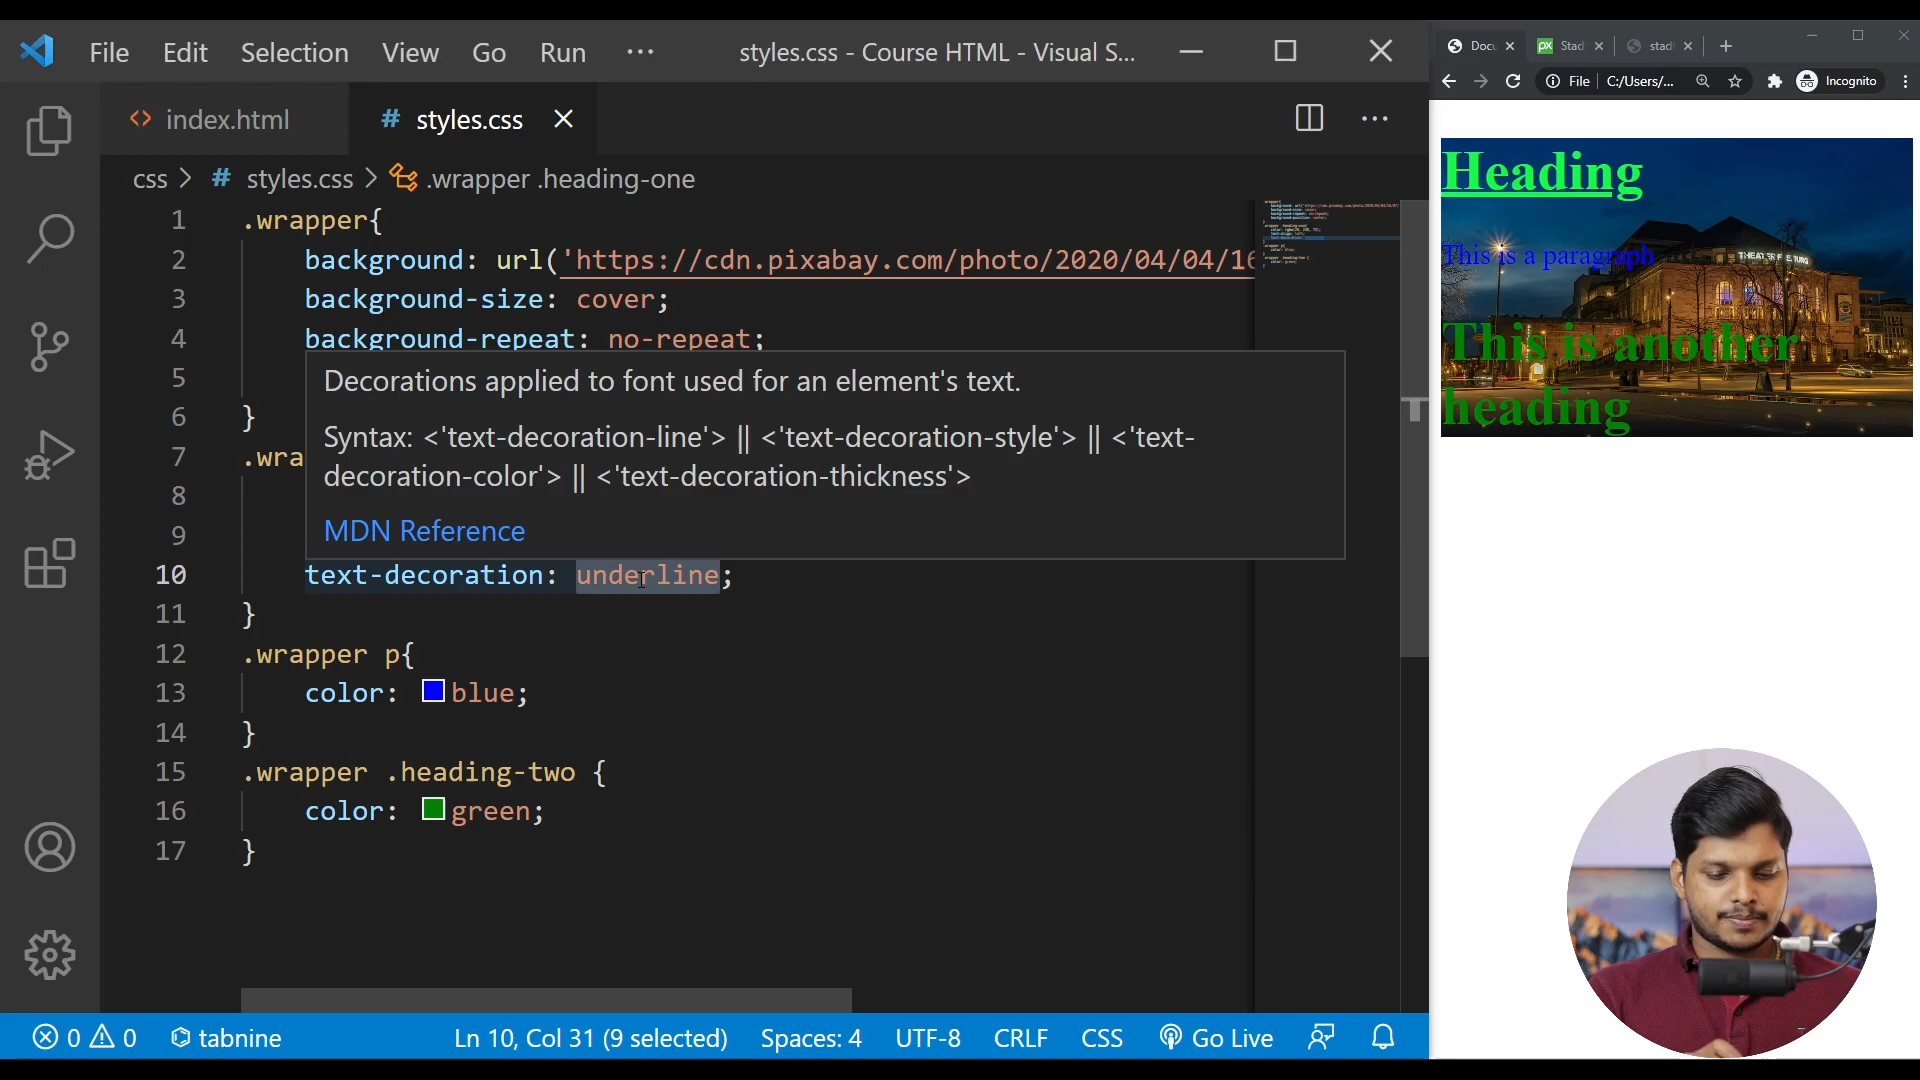 File Edit Selection View Go Run ···
styles.css - Course HTML - Visual S...
index.html
# styles.css
css > # styles.css > .wrapper .heading-one
1 .wrapper{
2 background: url('https://cdn.pixabay.com/photo/2020/04/04/16
3 background-size: cover;
4 background-repeat: no-repeat;
5
6 }
7 .wra
8
9
Decorations applied to font used for an element's text.
Syntax: <'text-decoration-line'> || <'text-decoration-style'> || <'text-
decoration-color'> || <'text-decoration-thickness'>
MDN Reference
10 text-decoration: underline;
11 }
12 .wrapper p{
13 color: blue;
14 }
15 .wrapper .heading-two {
16 color: green;
17 }
0 0 tabnine Ln 10, Col 31 (9 selected) Spaces: 4 UTF-8 CRLF CSS Go Live
Docu Stad stad
File C:/Users/... Incognito
Heading
This is a paragraph
This is another
heading